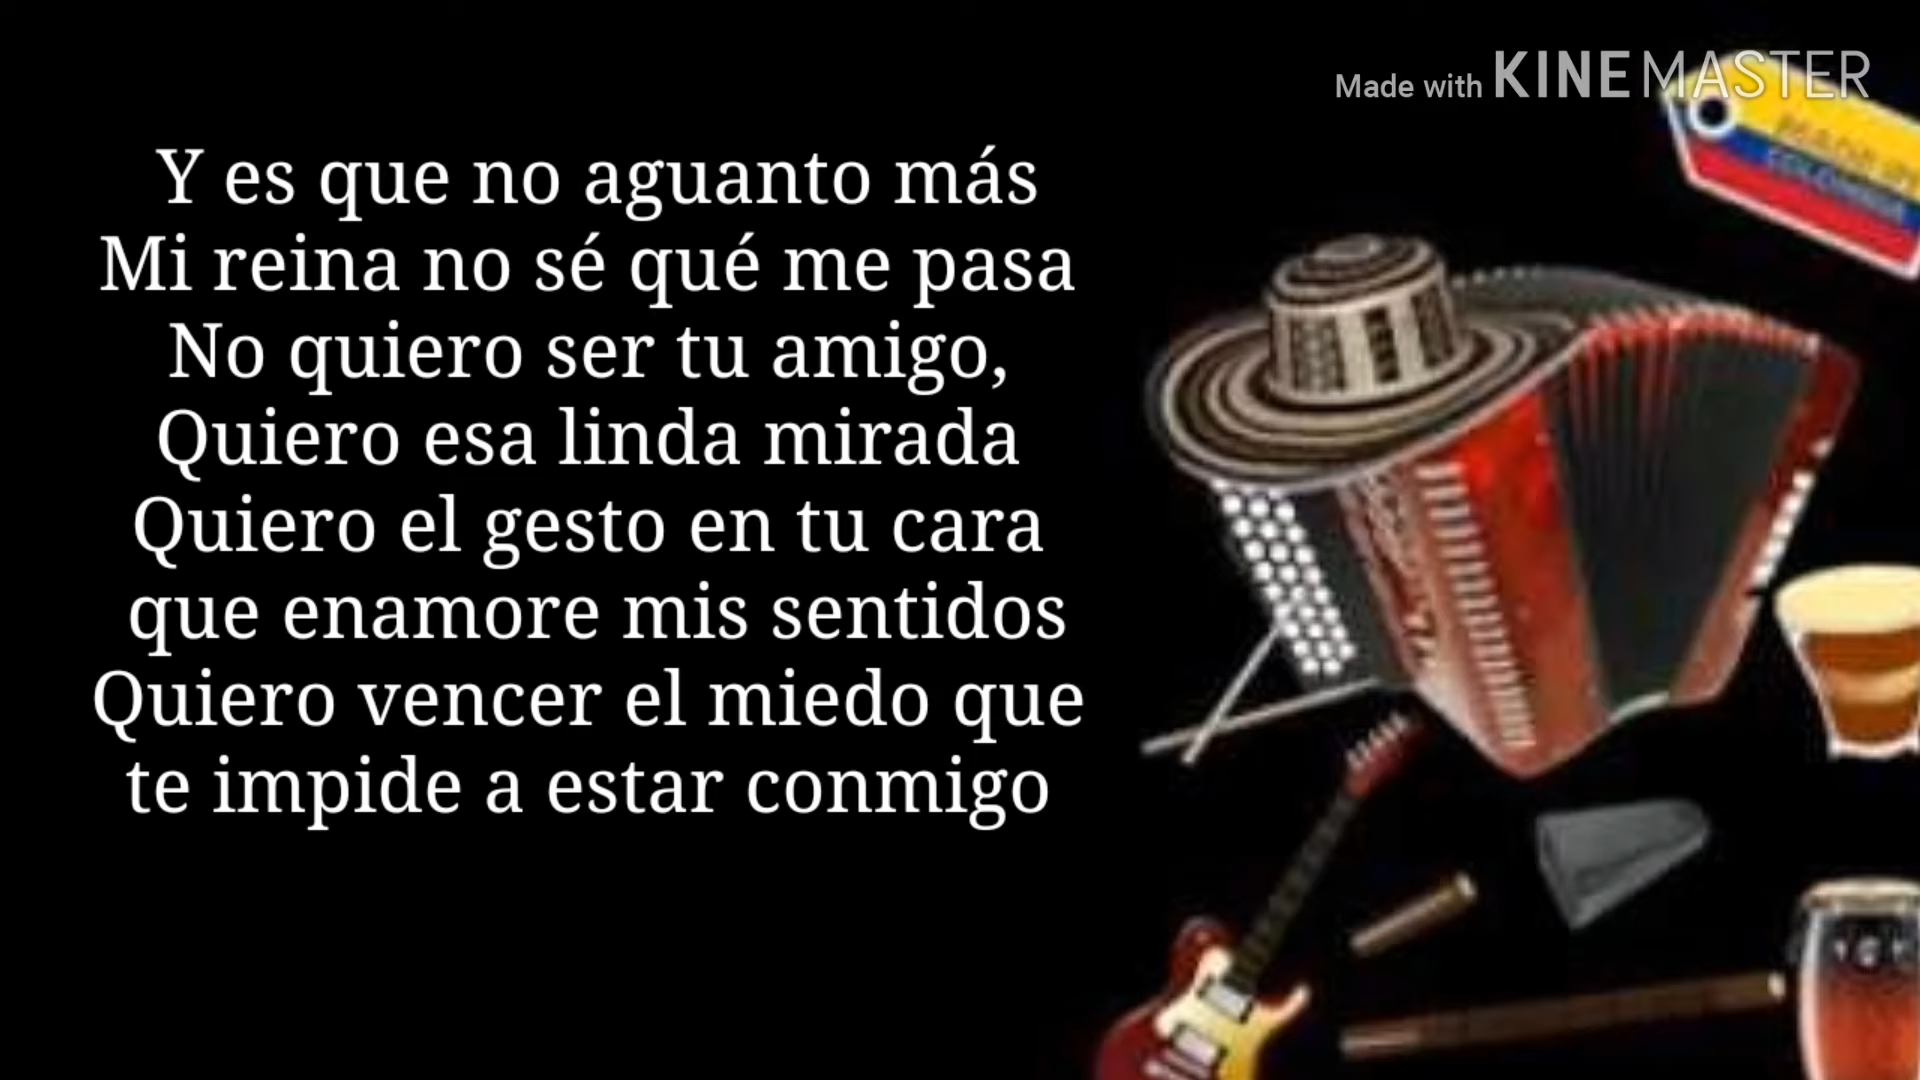 Made with KINEMASTER
Y es que no aguanto más
Mi reina no sé qué me pasa
No quiero ser tu amigo,
Quiero esa linda mirada
Quiero el gesto en tu cara
que enamore mis sentidos
Quiero vencer el miedo que
te impide a estar conmigo
COLOMBIA